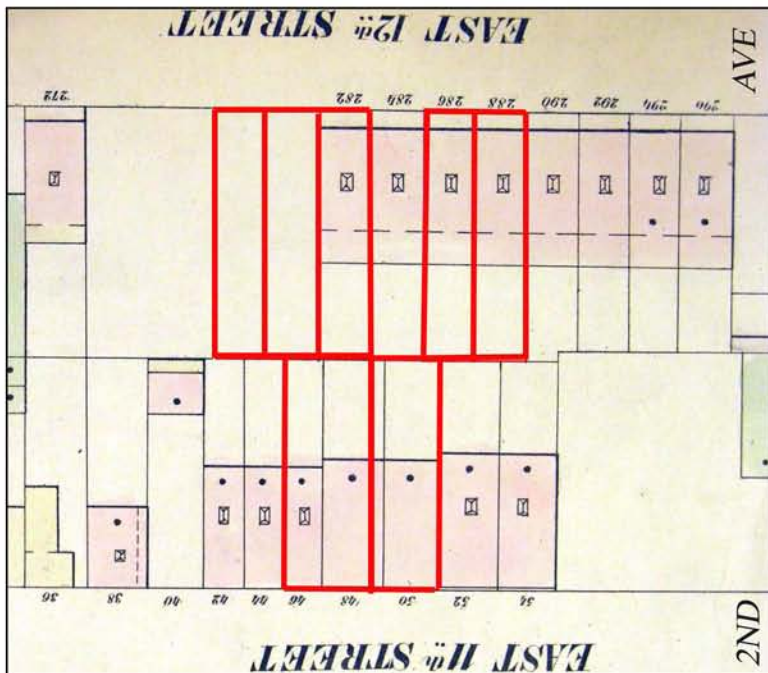 EAST 12th STREET
272 282 284 286 288 290 292 294 296
2ND AVE
36 38 40 42 44 46 48 50 52 54
EAST 11th STREET